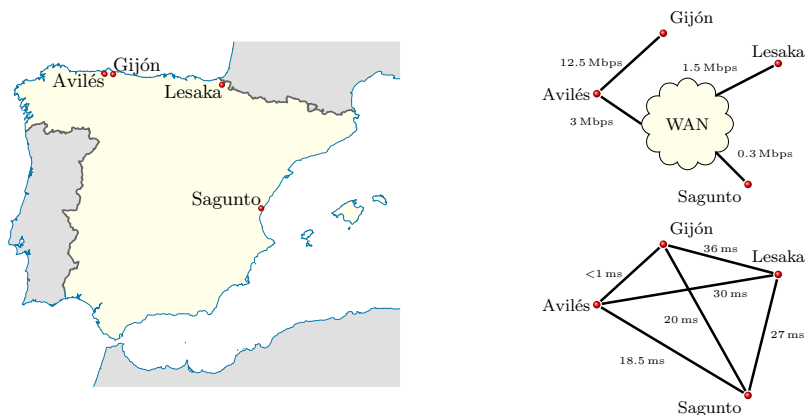 Gijón
Avilés
Lesaka
Sagunto
Gijón
Lesaka
12.5 Mbps
1.5 Mbps
Avilés
3 Mbps
WAN
0.3 Mbps
Sagunto
Gijón
36 ms
Lesaka
<1 ms
30 ms
Avilés
20 ms
27 ms
18.5 ms
Sagunto